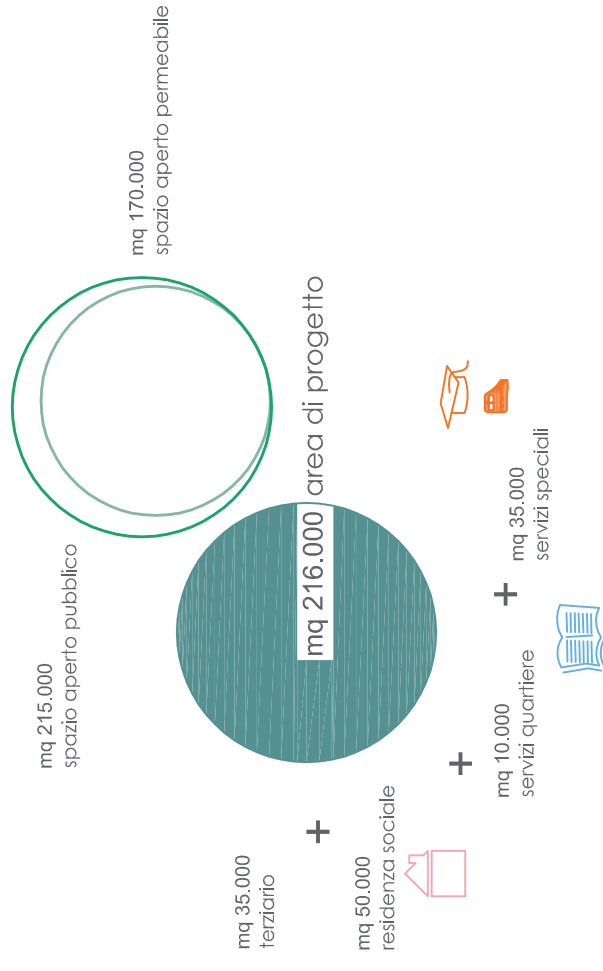 mq 215.000
spazio aperto pubblico
mq 170.000
spazio aperto permeabile
mq 216.000 area di progetto
mq 35.000
terziario
+
mq 50.000
residenza sociale
+
mq 10.000
servizi quartiere
+
mq 35.000
servizi speciali